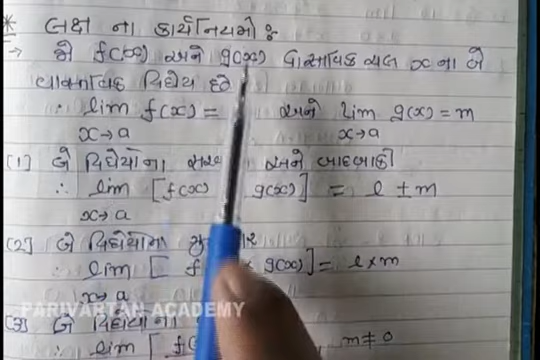 * લક્ષ ના કાર્યનિયમો :
→ જો f(x) અને g(x) વાસ્તવિક ચલ x ના બે
વાસ્તવિક વિધેય હોય
∴ lim f(x) = અને lim g(x) = m
x→a x→a
(1) બે વિધેયોના અને બાદબાકી
∴ lim [f(x) g(x)] = l ± m
x→a
(2) બે વિધેયોના
∴ lim [ f × g(x)] = l × m
x→a
PARIVARTAN ACADEMY
(3) બે વિધેયોના
∴ lim [f( m ≠ 0